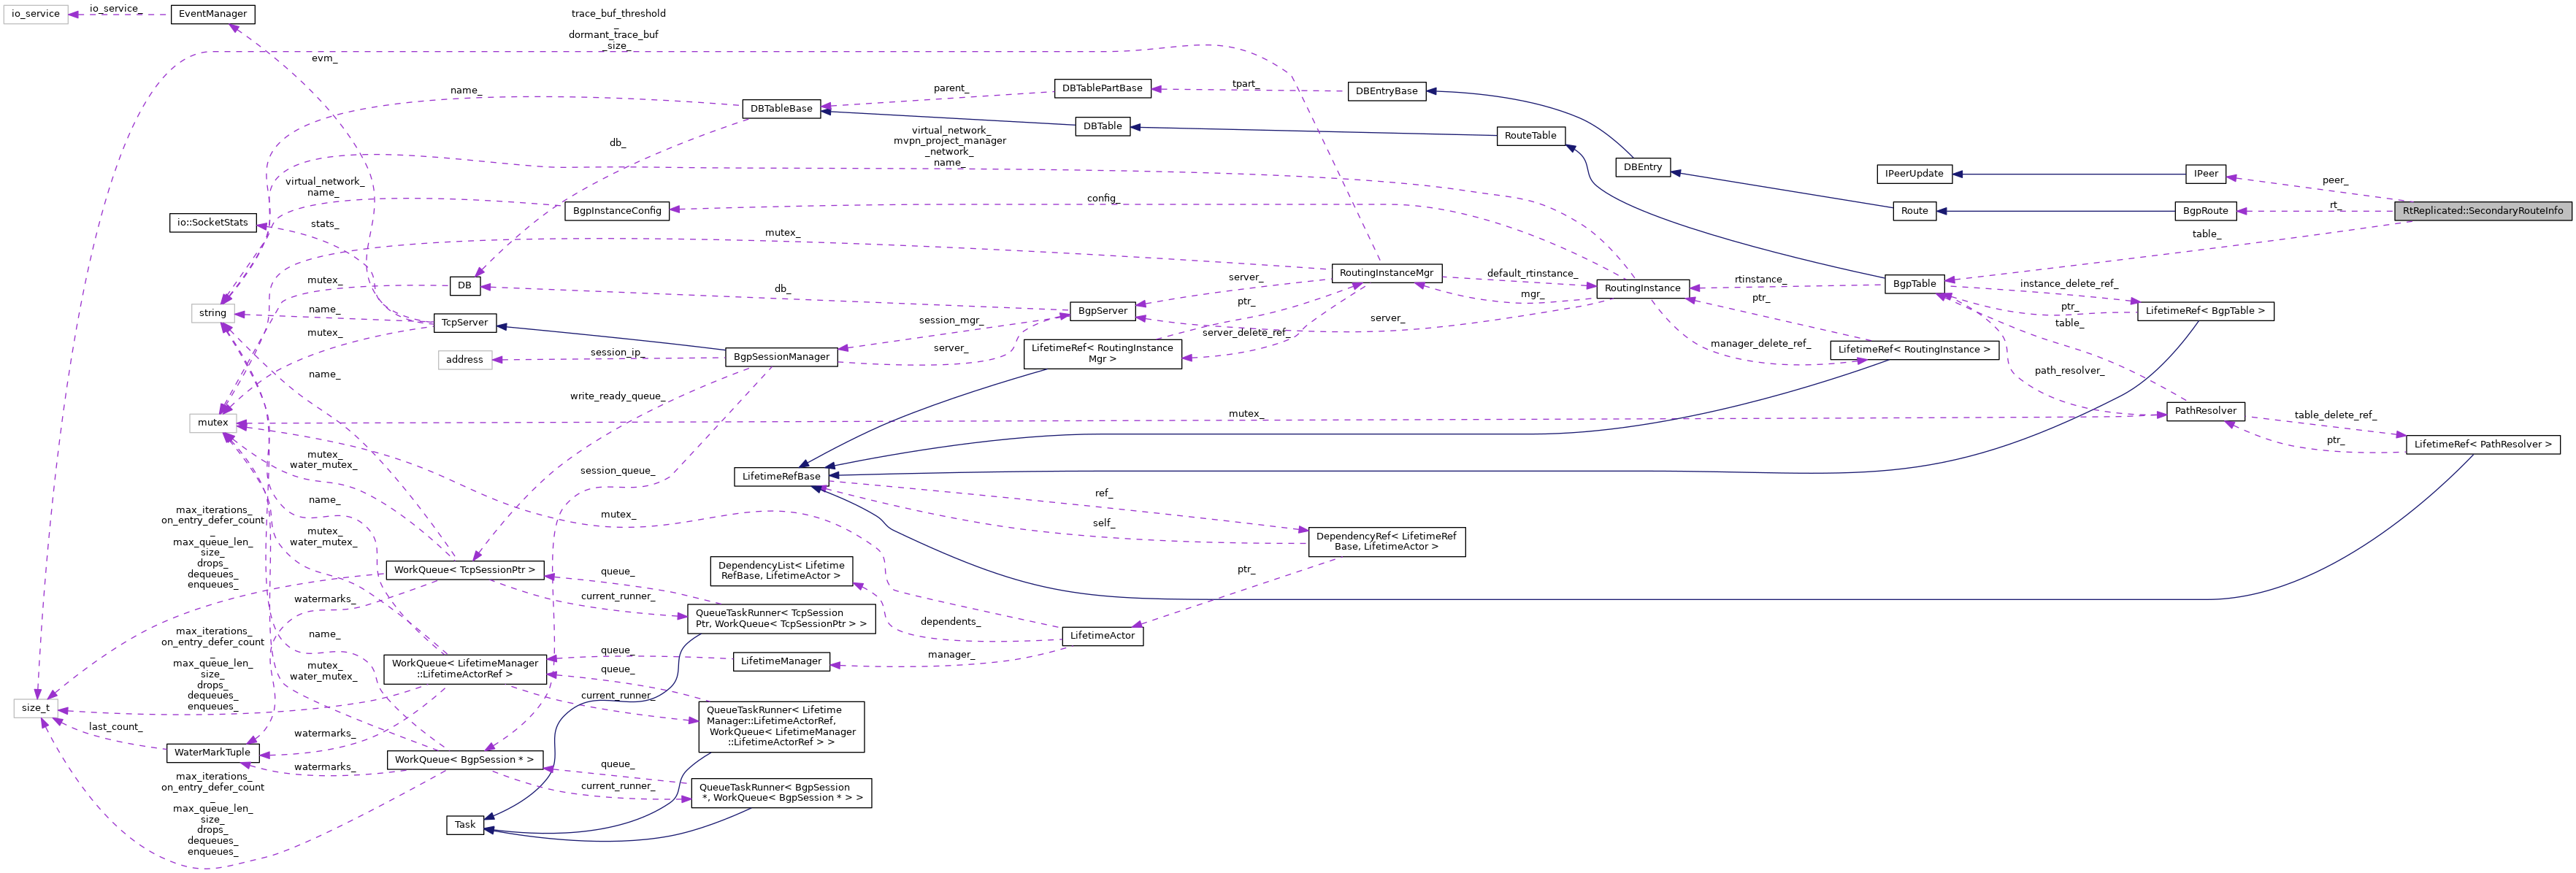 io_service
io_service_
EventManager
trace_buf_threshold
_
dormant_trace_buf
_size_
evm_
name_
DBTableBase
parent_
DBTablePartBase
tpart_
DBEntryBase
DBTable
virtual_network_
mvpn_project_manager
_network_
name_
RouteTable
db_
DBEntry
IPeerUpdate
IPeer
peer_
virtual_network_
name_
config_
BgpInstanceConfig
Route
BgpRoute
rt_
RtReplicated::SecondaryRouteInfo
io::SocketStats
stats_
mutex_
table_
RoutingInstanceMgr
default_rtinstance_
mutex_
DB
db_
server_
RoutingInstance
rtinstance_
BgpTable
instance_delete_ref_
mgr_
ptr_
ptr_
ptr_
LifetimeRef< BgpTable >
string
name_
TcpServer
session_mgr_
BgpServer
server_
table_
mutex_
server_delete_ref_
address
session_ip_
BgpSessionManager
server_
LifetimeRef< RoutingInstance
Mgr >
manager_delete_ref_
LifetimeRef< RoutingInstance >
name_
path_resolver_
write_ready_queue_
mutex
mutex_
PathResolver
table_delete_ref_
ptr_
LifetimeRef< PathResolver >
mutex_
water_mutex_
session_queue_
LifetimeRefBase
ref_
name_
mutex_
self_
mutex_
water_mutex_
DependencyRef< LifetimeRef
Base, LifetimeActor >
max_iterations_
on_entry_defer_count
_
max_queue_len_
size_
drops_
dequeues_
enqueues_
WorkQueue< TcpSessionPtr >
queue_
DependencyList< Lifetime
RefBase, LifetimeActor >
ptr_
watermarks_
current_runner_
QueueTaskRunner< TcpSession
Ptr, WorkQueue< TcpSessionPtr > >
dependents_
LifetimeActor
name_
mutex_
water_mutex_
max_iterations_
on_entry_defer_count
_
max_queue_len_
size_
drops_
dequeues_
enqueues_
WorkQueue< LifetimeManager
::LifetimeActorRef >
queue_
LifetimeManager
manager_
queue_
current_runner_
size_t
last_count_
WaterMarkTuple
watermarks_
QueueTaskRunner< Lifetime
Manager::LifetimeActorRef,
WorkQueue< LifetimeManager
::LifetimeActorRef > >
watermarks_
WorkQueue< BgpSession * >
queue_
current_runner_
QueueTaskRunner< BgpSession
*, WorkQueue< BgpSession * > >
max_iterations_
on_entry_defer_count
_
max_queue_len_
size_
drops_
dequeues_
enqueues_
Task